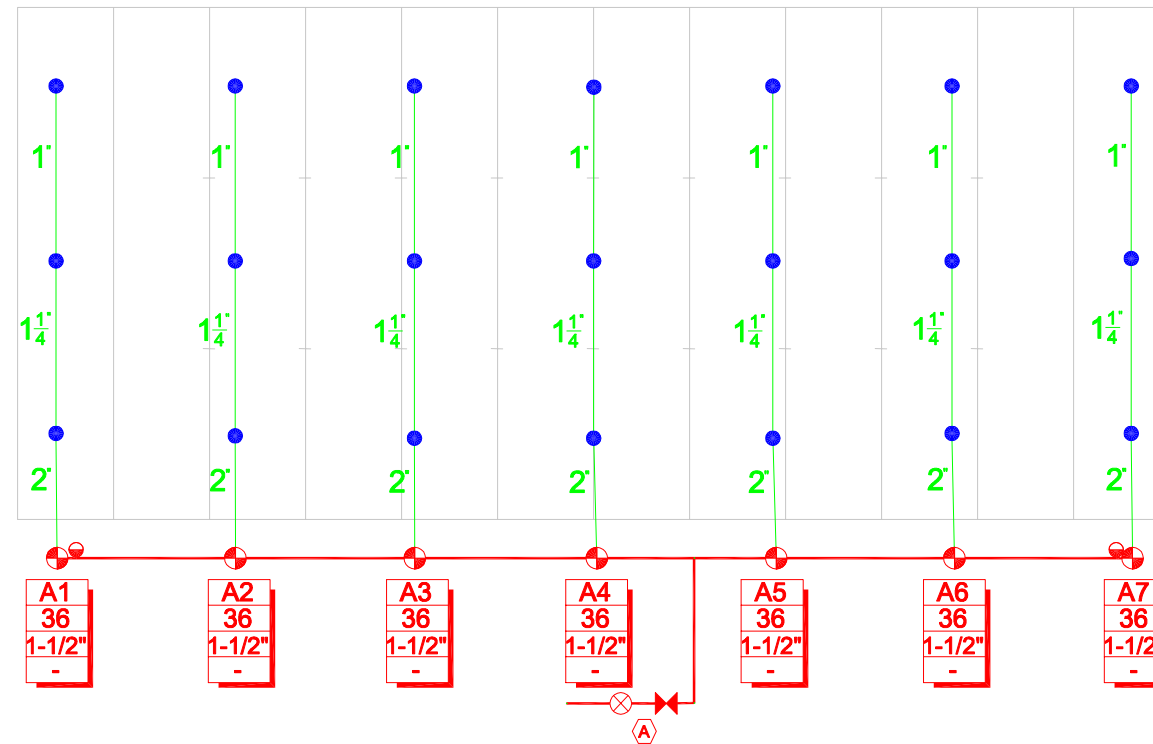 1" 1" 1" 1" 1" 1" 1"
1 1/4" 1 1/4" 1 1/4" 1 1/4" 1 1/4" 1 1/4" 1 1/4"
2" 2" 2" 2" 2" 2" 2"
A1 A2 A3 A4 A5 A6 A7
36 36 36 36 36 36 36
1-1/2" 1-1/2" 1-1/2" 1-1/2" 1-1/2" 1-1/2" 1-1/2
- - - - - - -
A